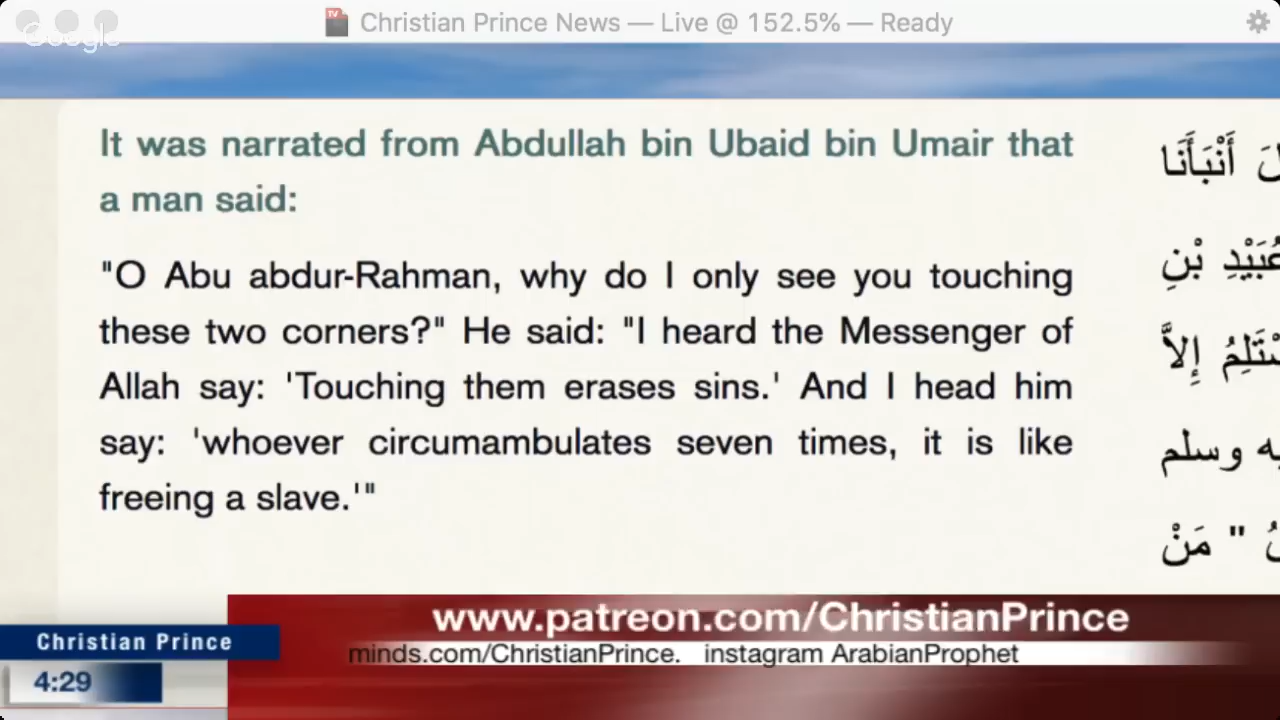 Christian Prince News — Live @ 152.5% — Ready
Google
It was narrated from Abdullah bin Ubaid bin Umair that
a man said:
"O Abu abdur-Rahman, why do I only see you touching
these two corners?" He said: "I heard the Messenger of
Allah say: 'Touching them erases sins.' And I head him
say: 'whoever circumambulates seven times, it is like
freeing a slave.'"
أَنْبَأَنَا
عُبَيْدِ بْنِ
إِلاَّ
وسلم
" مَنْ
www.patreon.com/ChristianPrince
Christian Prince
minds.com/ChristianPrince. instagram ArabianProphet
4:29